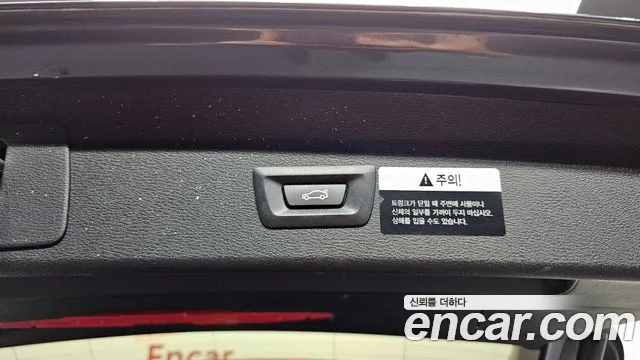 주의!
트렁크가 닫힐 때 주변에 사물이나
신체의 일부를 가까이 두지 마십시오.
상해를 입을 수도 있습니다.
신뢰를 더하다
encar.com
Encar